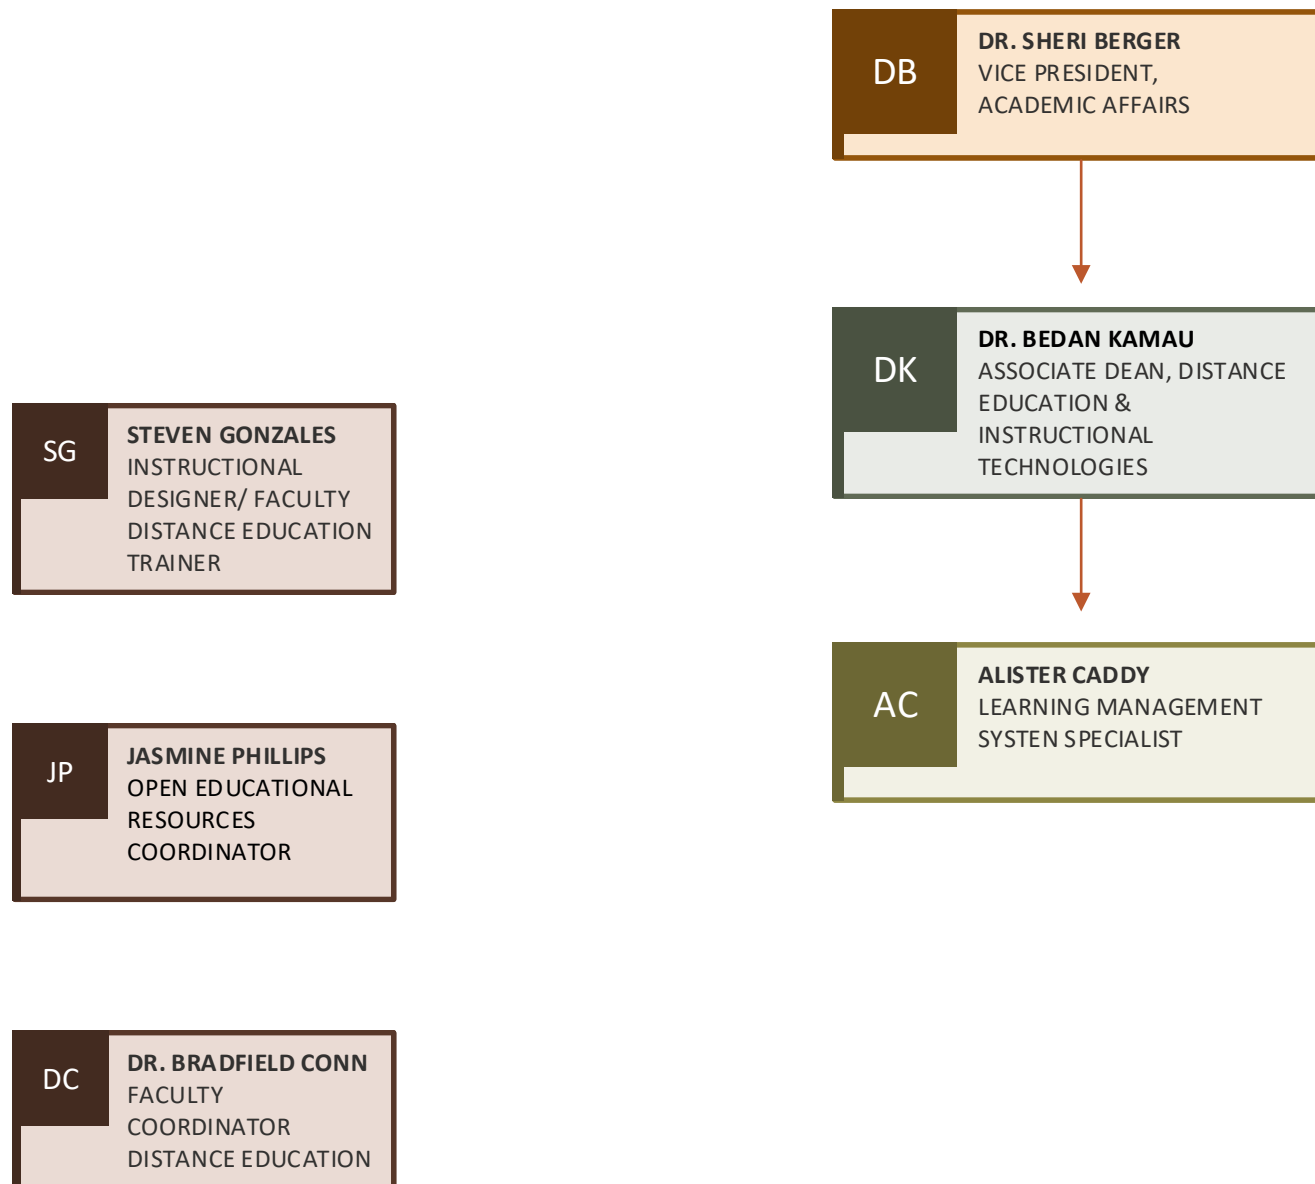 DB
DR. SHERI BERGER
VICE PRESIDENT,
ACADEMIC AFFAIRS
DK
DR. BEDAN KAMAU
ASSOCIATE DEAN, DISTANCE
EDUCATION &
INSTRUCTIONAL
TECHNOLOGIES
SG
STEVEN GONZALES
INSTRUCTIONAL
DESIGNER/ FACULTY
DISTANCE EDUCATION
TRAINER
AC
ALISTER CADDY
LEARNING MANAGEMENT
SYSTEN SPECIALIST
JP
JASMINE PHILLIPS
OPEN EDUCATIONAL
RESOURCES
COORDINATOR
DC
DR. BRADFIELD CONN
FACULTY
COORDINATOR
DISTANCE EDUCATION